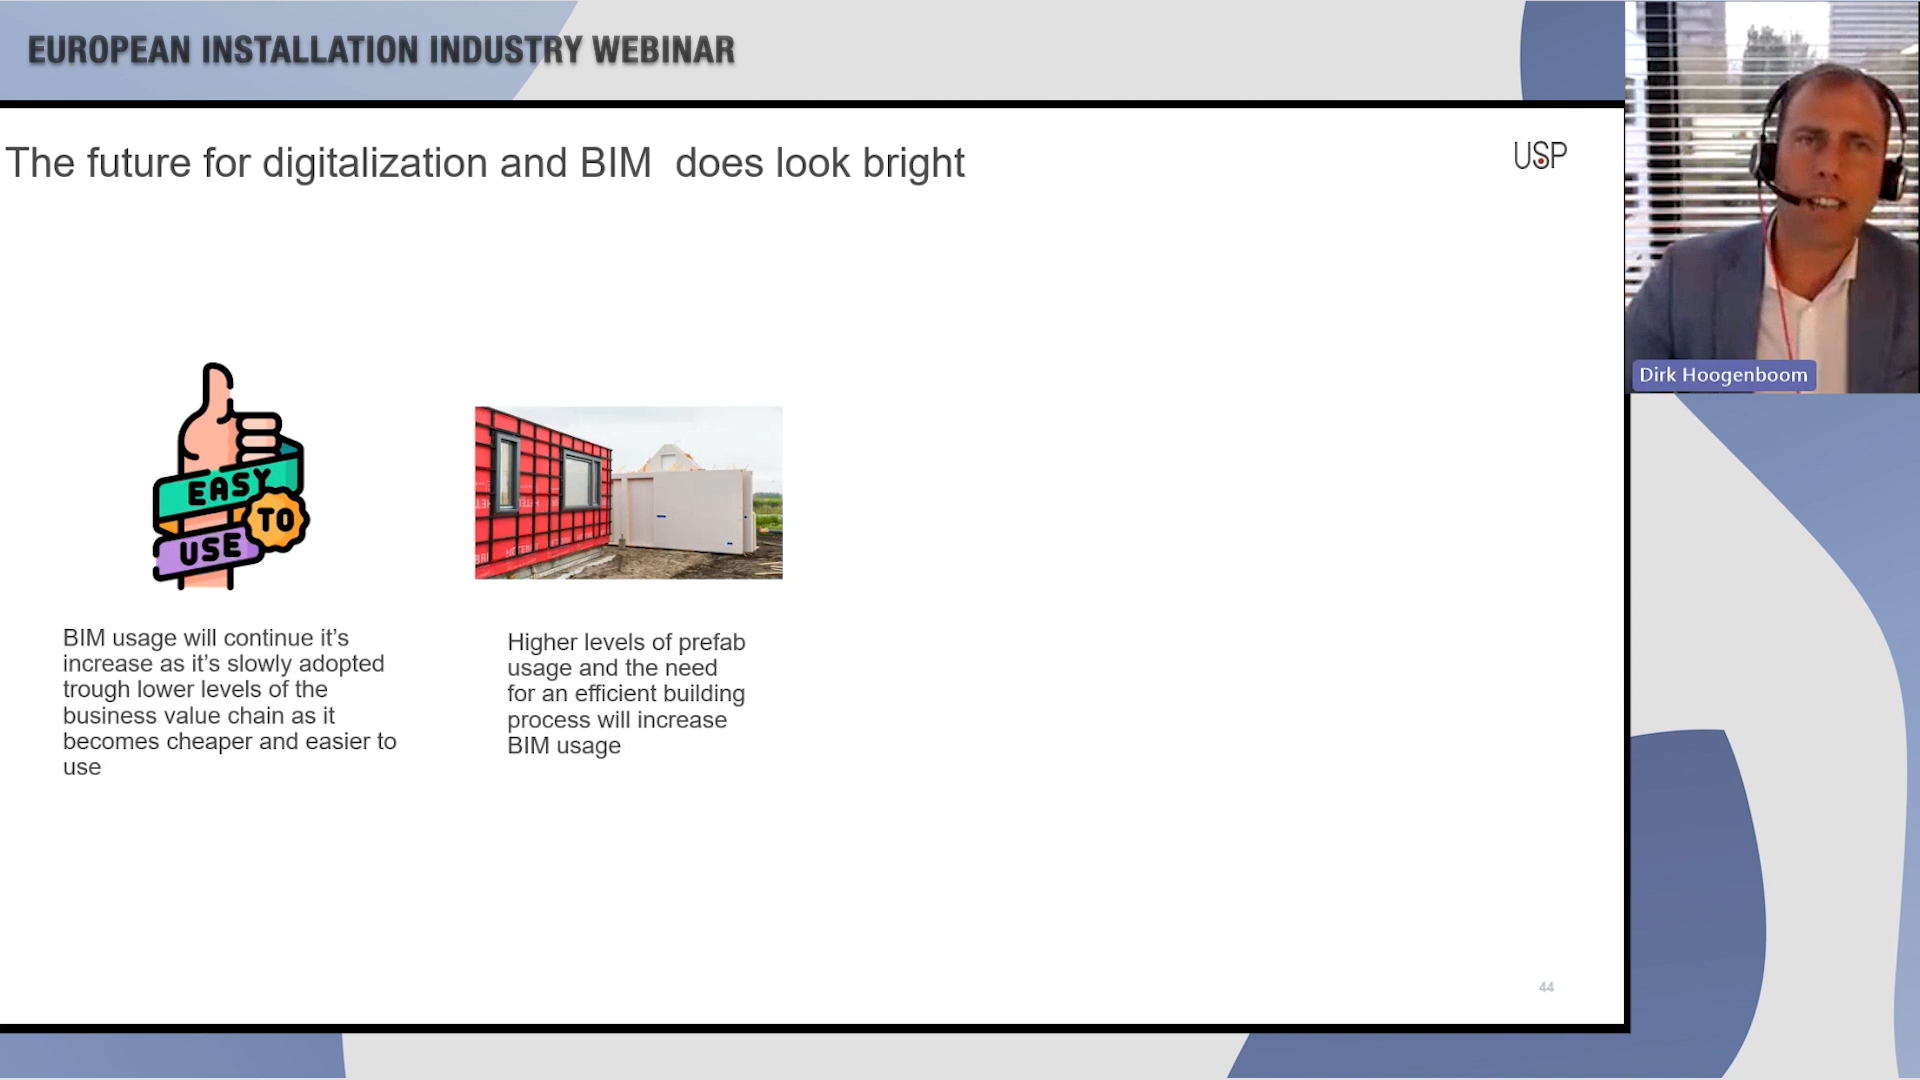 EUROPEAN INSTALLATION INDUSTRY WEBINAR
The future for digitalization and BIM  does look bright
USP
Dirk Hoogenboom
EASY
TO
USE
BIM usage will continue it’s
increase as it’s slowly adopted
trough lower levels of the
business value chain as it
becomes cheaper and easier to
use
Higher levels of prefab
usage and the need
for an efficient building
process will increase
BIM usage
44